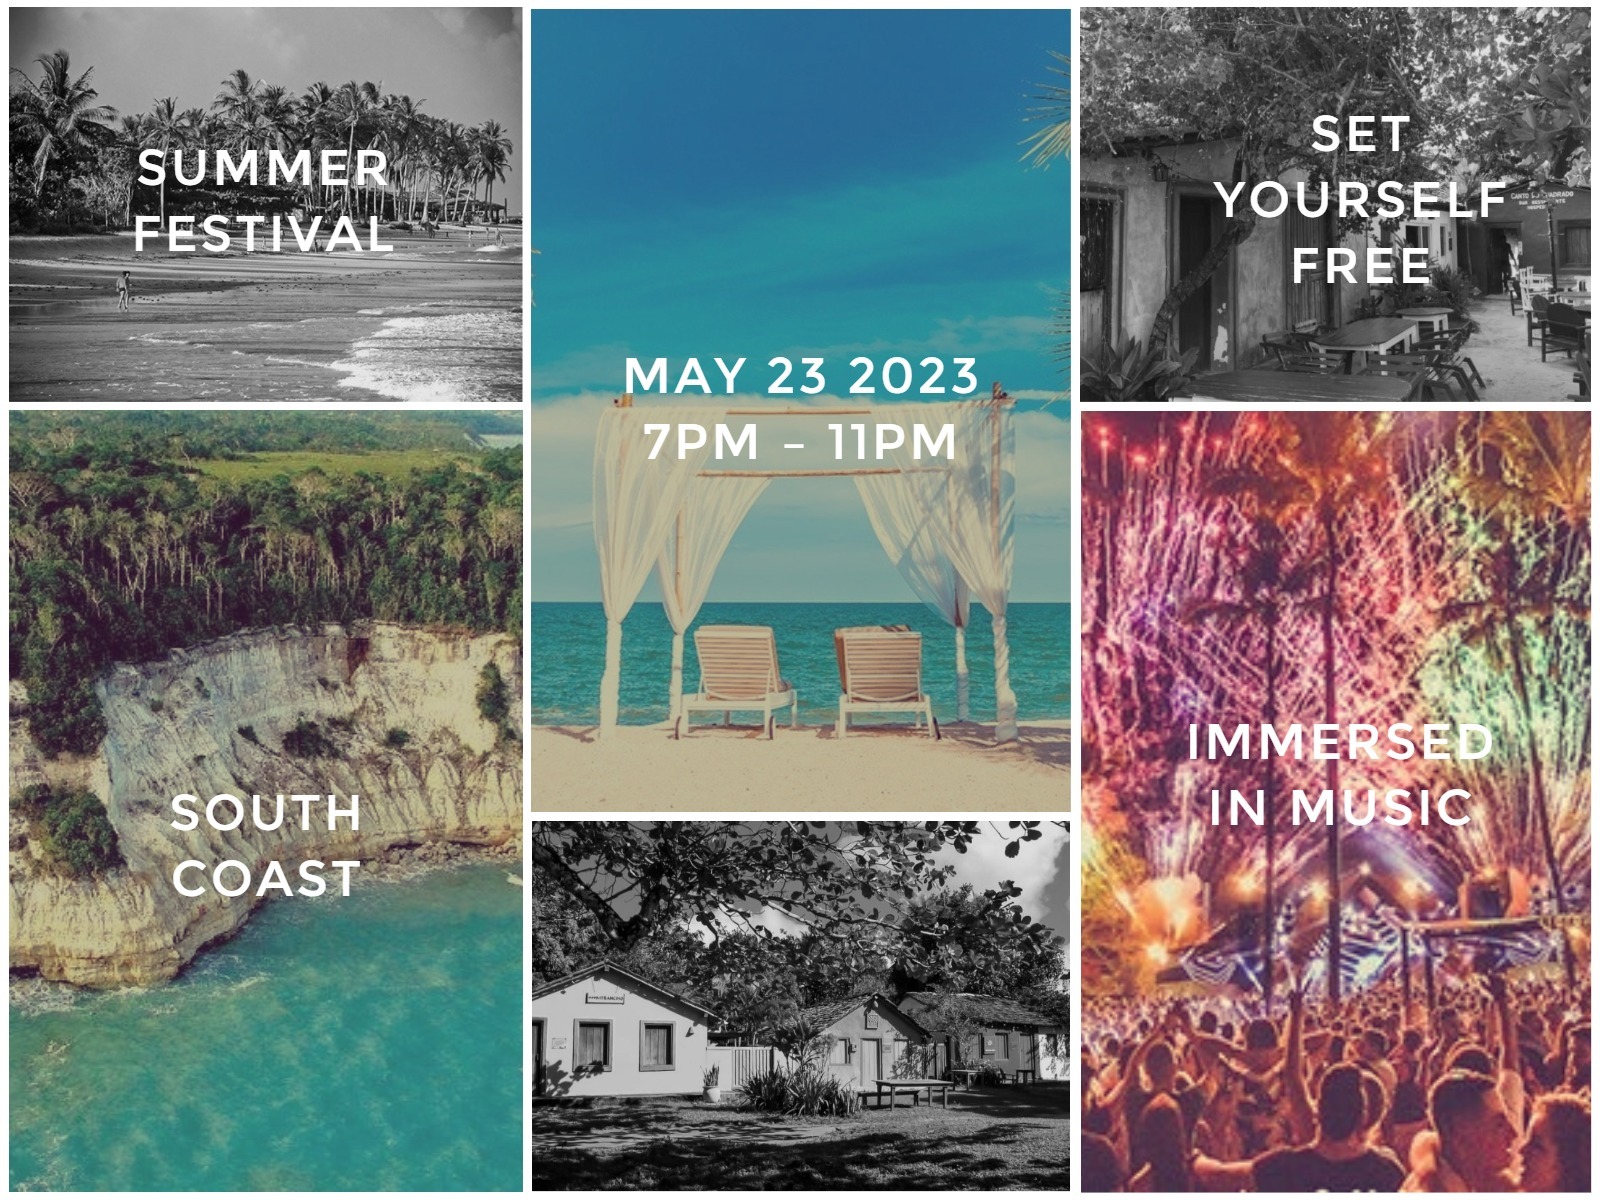 SUMMER
FESTIVAL
MAY 23 2023
7PM – 11PM
SET
YOURSELF
FREE
SOUTH
COAST
IMMERSED
IN MUSIC